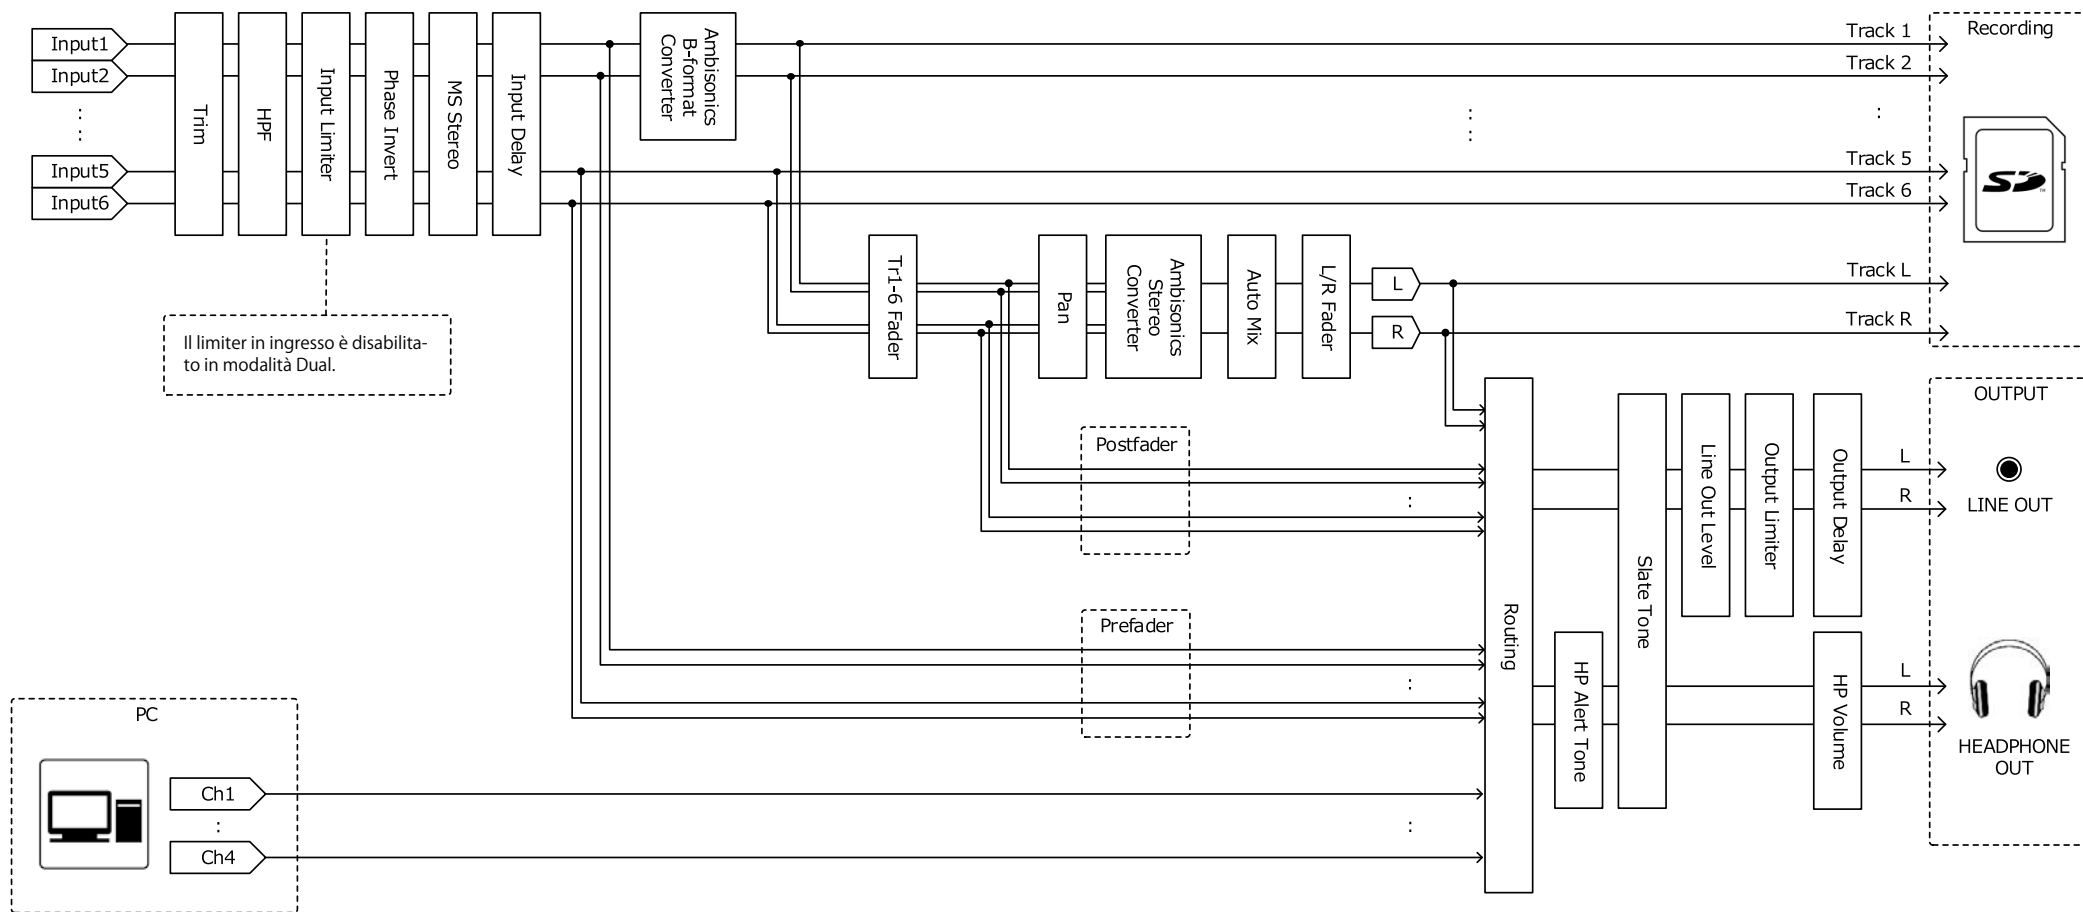 Input1
Input2
:
:
Input5
Input6
Trim
HPF
Input Limiter
Phase Invert
MS Stereo
Input Delay
Ambisonics
B-format
Converter
Track 1
Track 2
:
:
:
Track 5
Track 6
Track L
Track R
Recording
SD
TM
Il limiter in ingresso è disabilita-
to in modalità Dual.
Tr1-6 Fader
Pan
Ambisonics
Stereo
Converter
Auto Mix
L/R Fader
L
R
Postfader
:
Prefader
:
PC
Ch1
:
Ch4
:
Routing
HP Alert Tone
Slate Tone
Line Out Level
Output Limiter
Output Delay
HP Volume
OUTPUT
L
R
LINE OUT
L
R
HEADPHONE
OUT